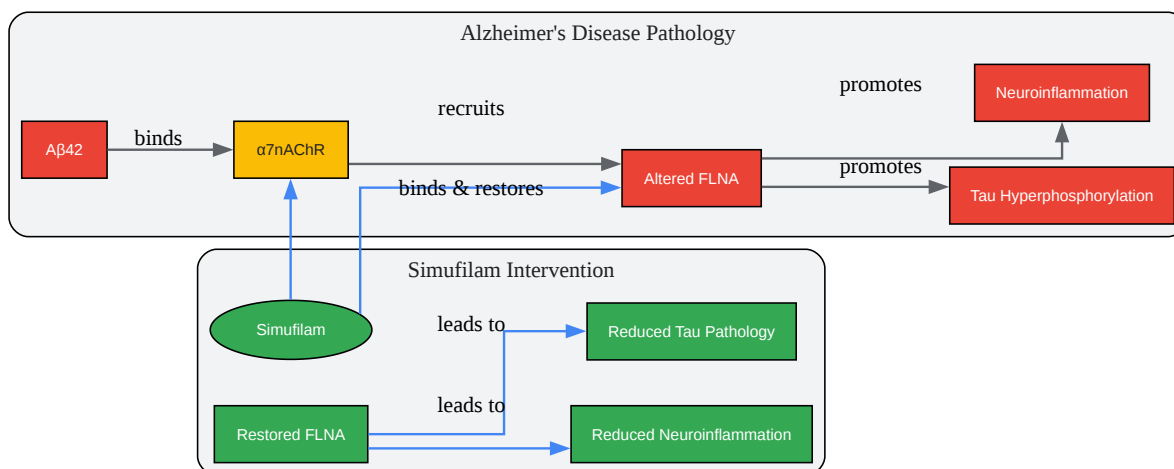 Alzheimer's Disease Pathology
promotes
Neuroinflammation
recruits
Aβ42
binds
α7nAChR
promotes
Altered FLNA
binds & restores
Tau Hyperphosphorylation
Simufilam Intervention
Simufilam
leads to
Reduced Tau Pathology
leads to
Restored FLNA
Reduced Neuroinflammation